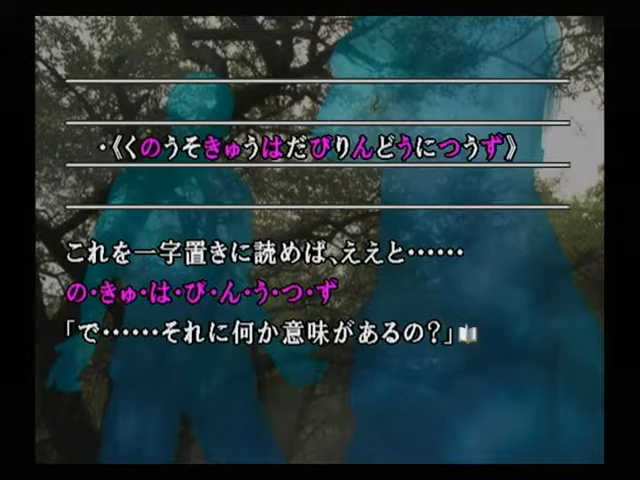 ・《くのうそきゅうはだぴりんどうにつうず》
これを一字置きに読めば、ええと……
の・きゅ・は・ぴ・ん・う・つ・ず
「で……それに何か意味があるの？」